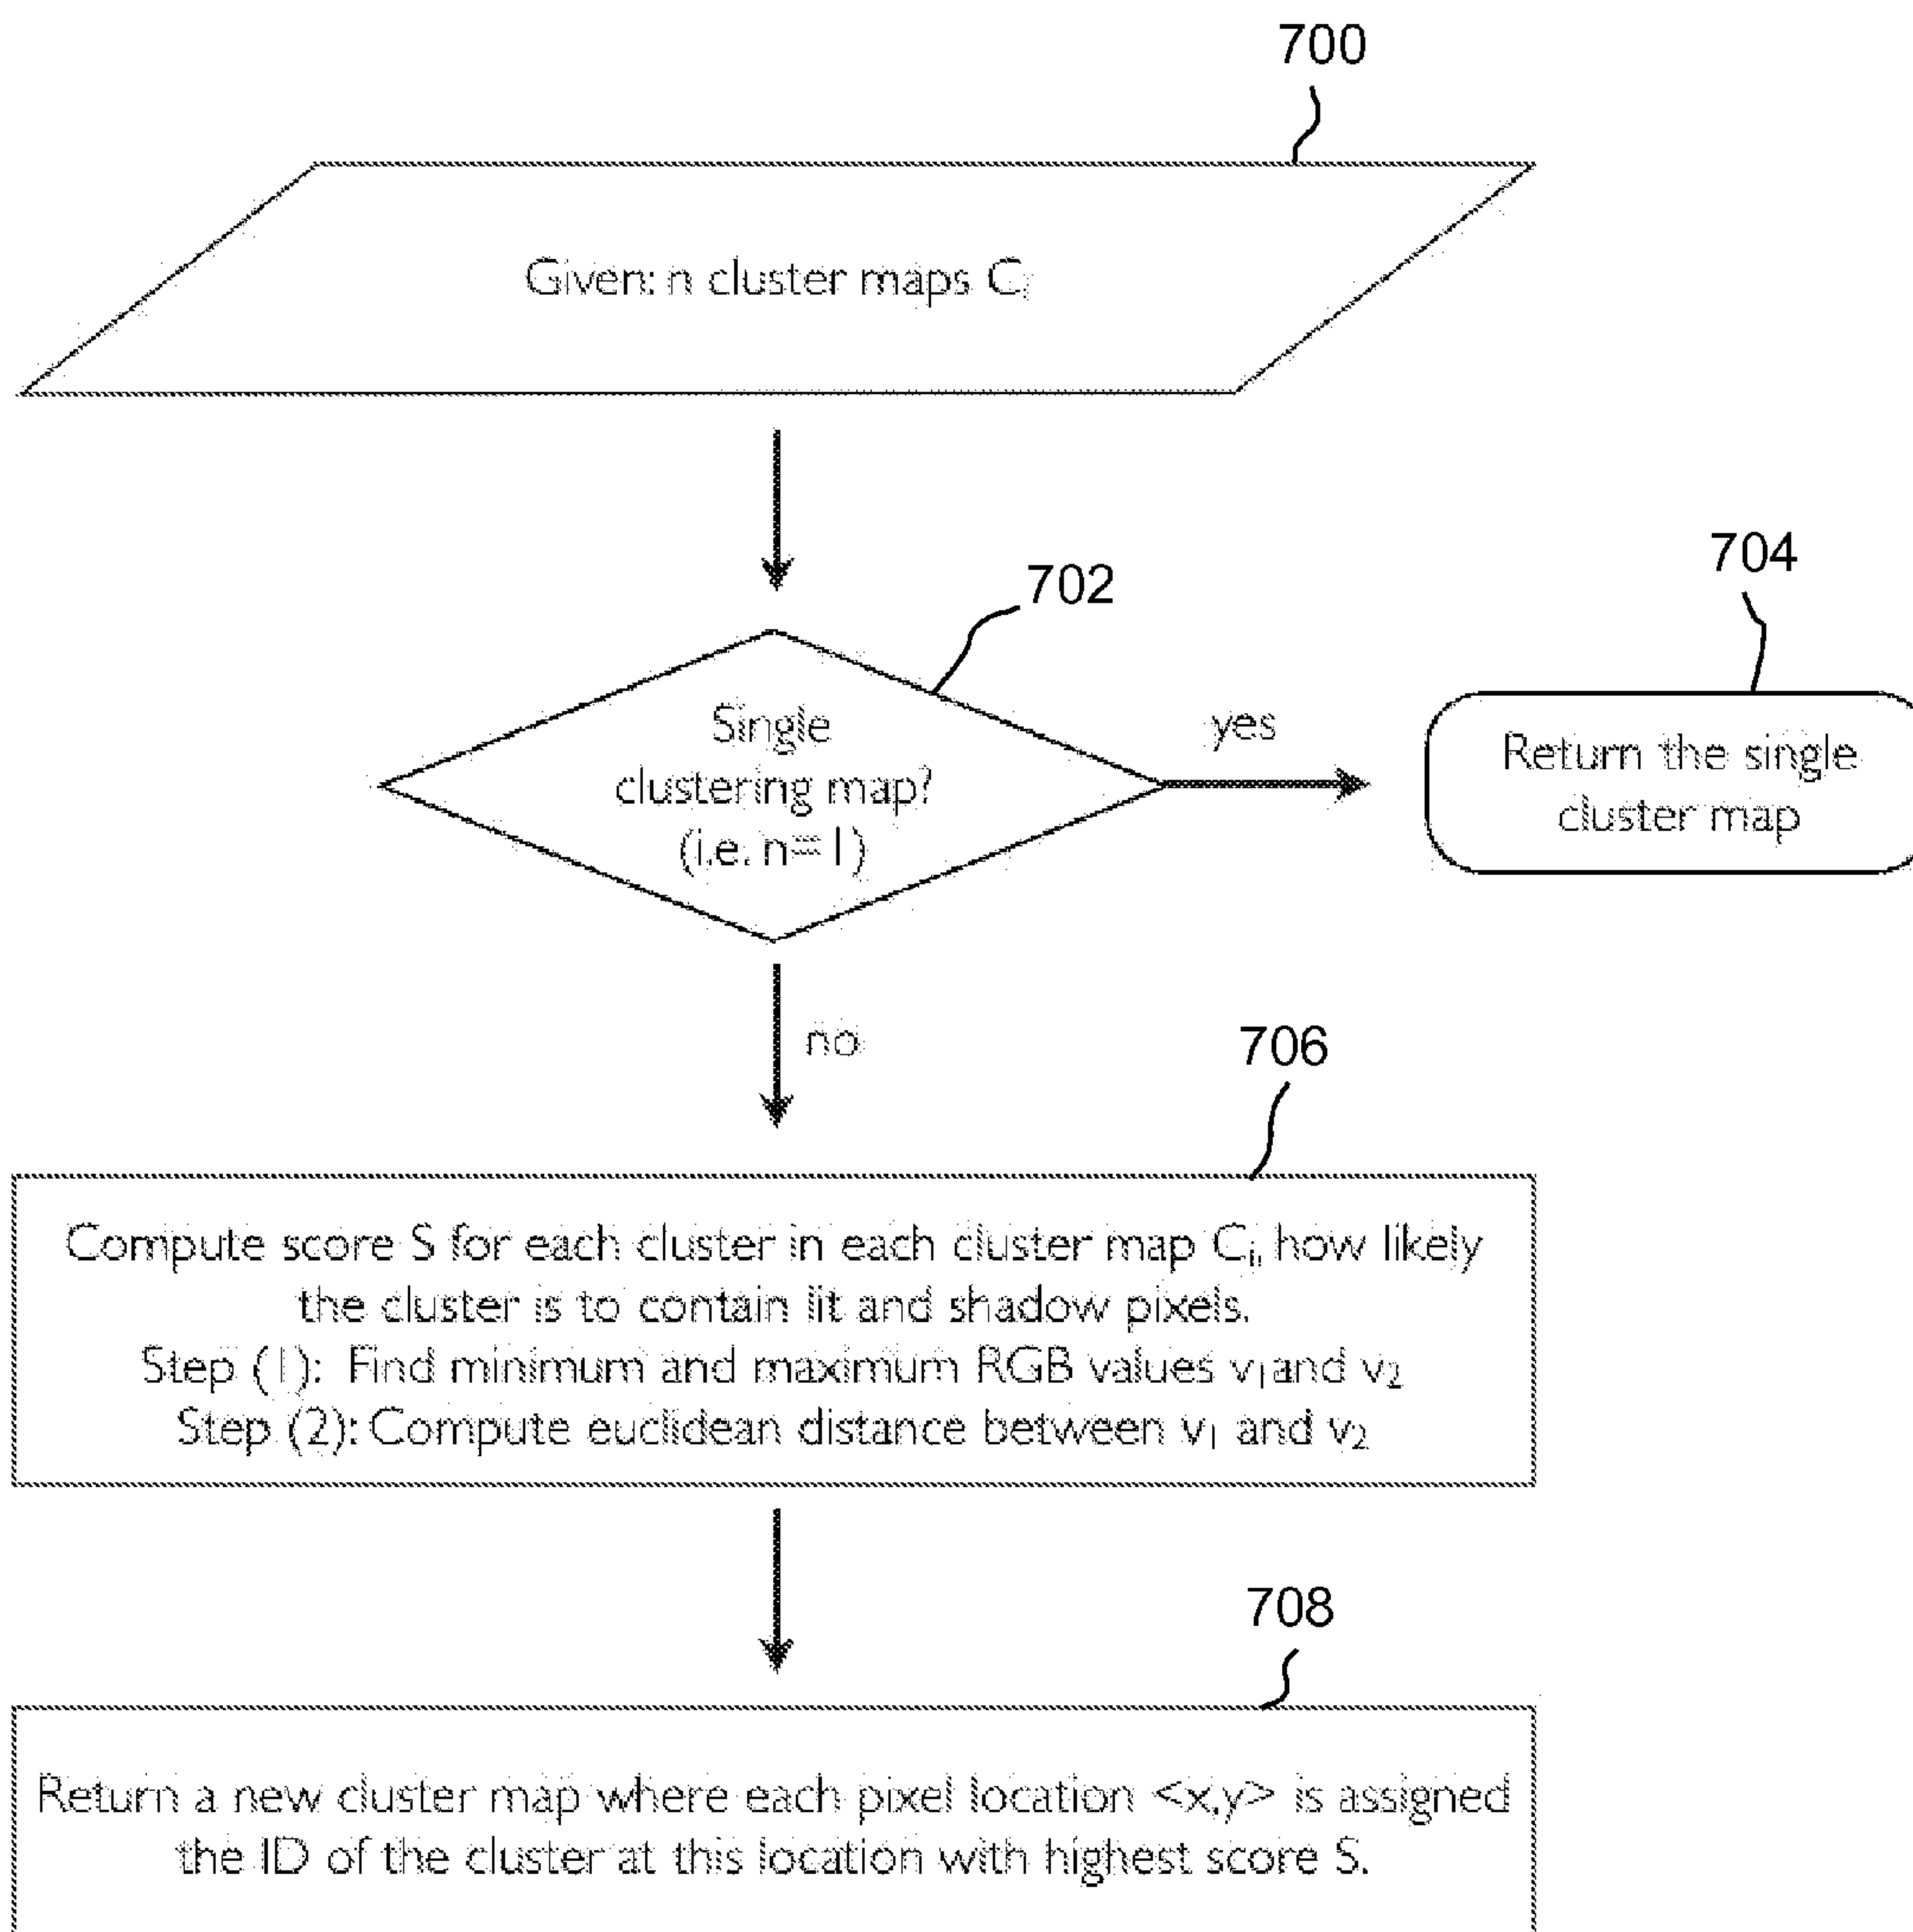 700
Given: n cluster maps Cᵢ
702
704
Single
clustering map?
(i.e. n=1)
yes
Return the single
cluster map
no
706
Compute score S for each cluster in each cluster map Cᵢ, how likely
the cluster is to contain lit and shadow pixels.
Step (1): Find minimum and maximum RGB values v₁and v₂
Step (2): Compute euclidean distance between v₁ and v₂
708
Return a new cluster map where each pixel location <x,y> is assigned
the ID of the cluster at this location with highest score S.